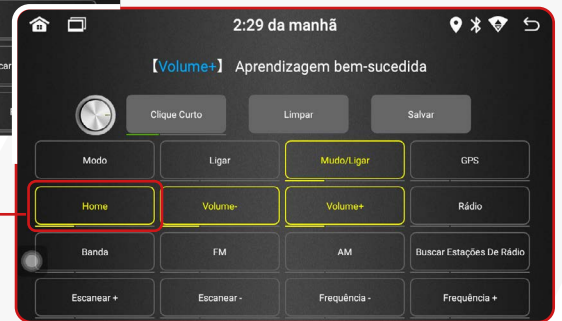 2:29 da manhã
【Volume+】 Aprendizagem bem-sucedida
Clique Curto Limpar Salvar
Modo Ligar Mudo/Ligar GPS
Home Volume- Volume+ Rádio
Banda FM AM Buscar Estações De Rádio
Escanear + Escanear - Frequência - Frequência +